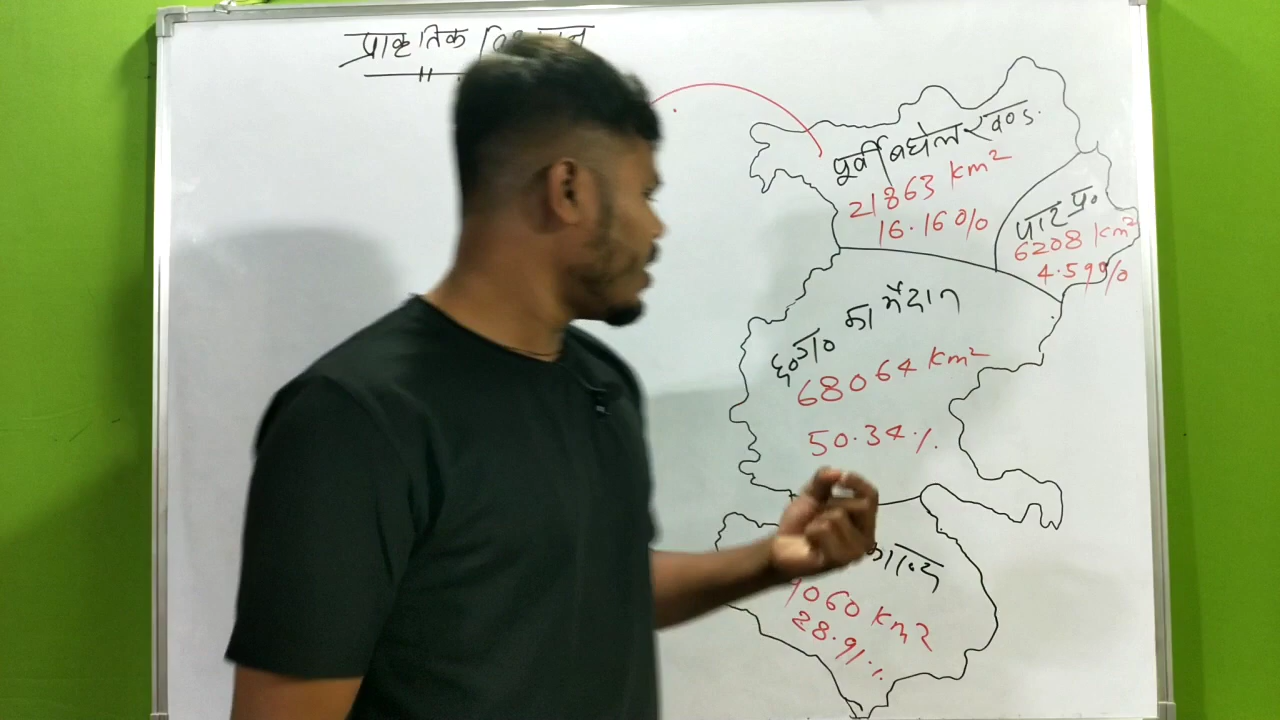 प्राकृतिक
पूर्वी बघेलखण्ड
21863 km²
16.16%
पाट प्र०
6208 km²
4.59%
छ०ग० का मैदान
68064 km²
50.34%
060 km²
28.91%